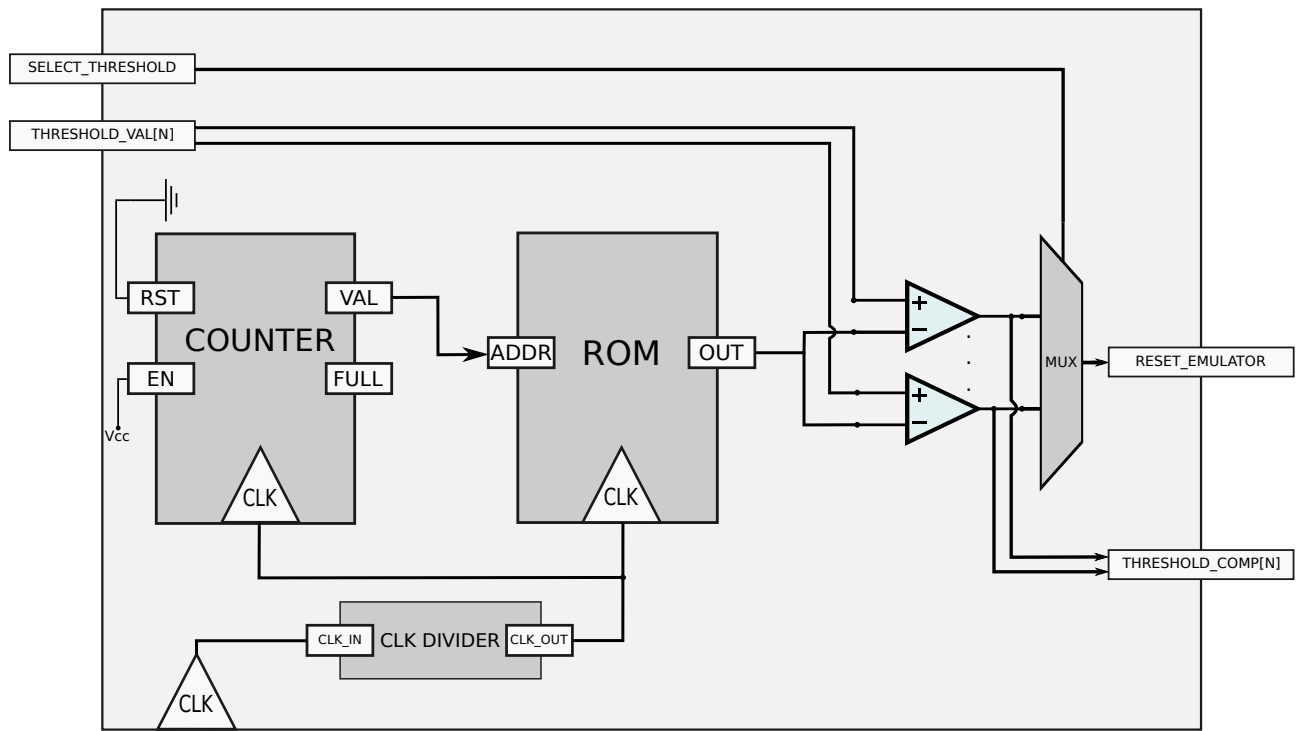 SELECT_THRESHOLD
THRESHOLD_VAL[N]
RST
VAL
COUNTER
EN
FULL
Vcc
CLK
ADDR
ROM
OUT
CLK
+
−
+
−
MUX
RESET_EMULATOR
THRESHOLD_COMP[N]
CLK_IN
CLK DIVIDER
CLK_OUT
CLK